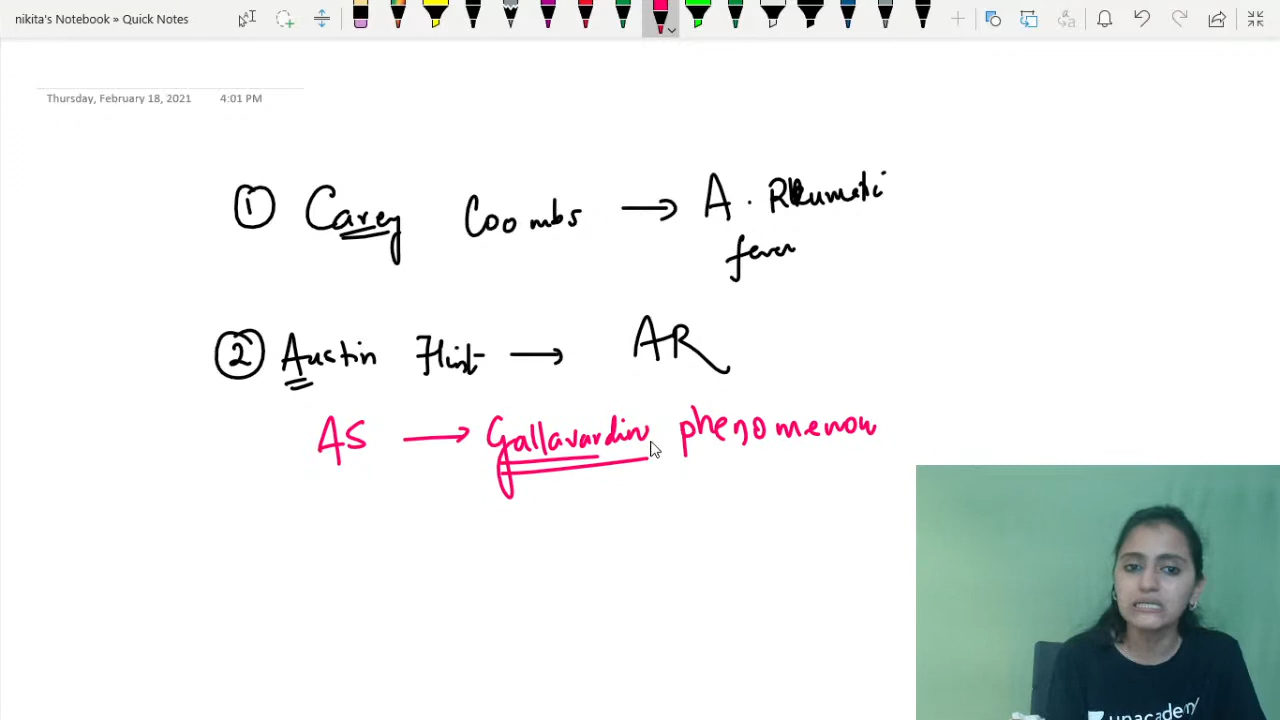 nikita's Notebook » Quick Notes
Thursday, February 18, 2021 4:01 PM
① Carey Coombs → A. Rheumatic
fever
② Austin Flint → AR
AS → Gallavardin phenomenon
unacademy